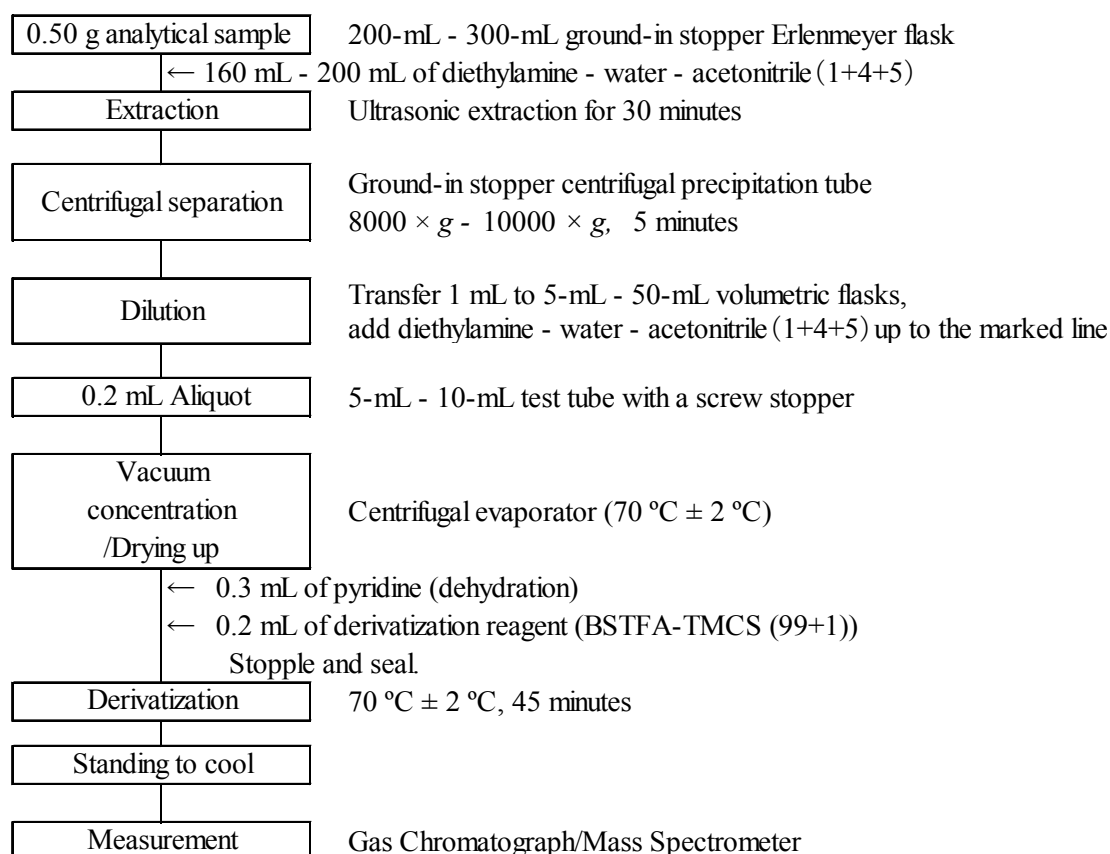 0.50 g analytical sample 200-mL - 300-mL ground-in stopper Erlenmeyer flask
← 160 mL - 200 mL of diethylamine - water - acetonitrile (1+4+5)
Extraction Ultrasonic extraction for 30 minutes
Centrifugal separation
Ground-in stopper centrifugal precipitation tube
8000 × g - 10000 × g, 5 minutes
Dilution
Transfer 1 mL to 5-mL - 50-mL volumetric flasks,
add diethylamine - water - acetonitrile (1+4+5) up to the marked line
0.2 mL Aliquot 5-mL - 10-mL test tube with a screw stopper
Vacuum
concentration
/Drying up
Centrifugal evaporator (70 ºC ± 2 ºC)
← 0.3 mL of pyridine (dehydration)
← 0.2 mL of derivatization reagent (BSTFA-TMCS (99+1))
Stopple and seal.
Derivatization 70 ºC ± 2 ºC, 45 minutes
Standing to cool
Measurement Gas Chromatograph/Mass Spectrometer